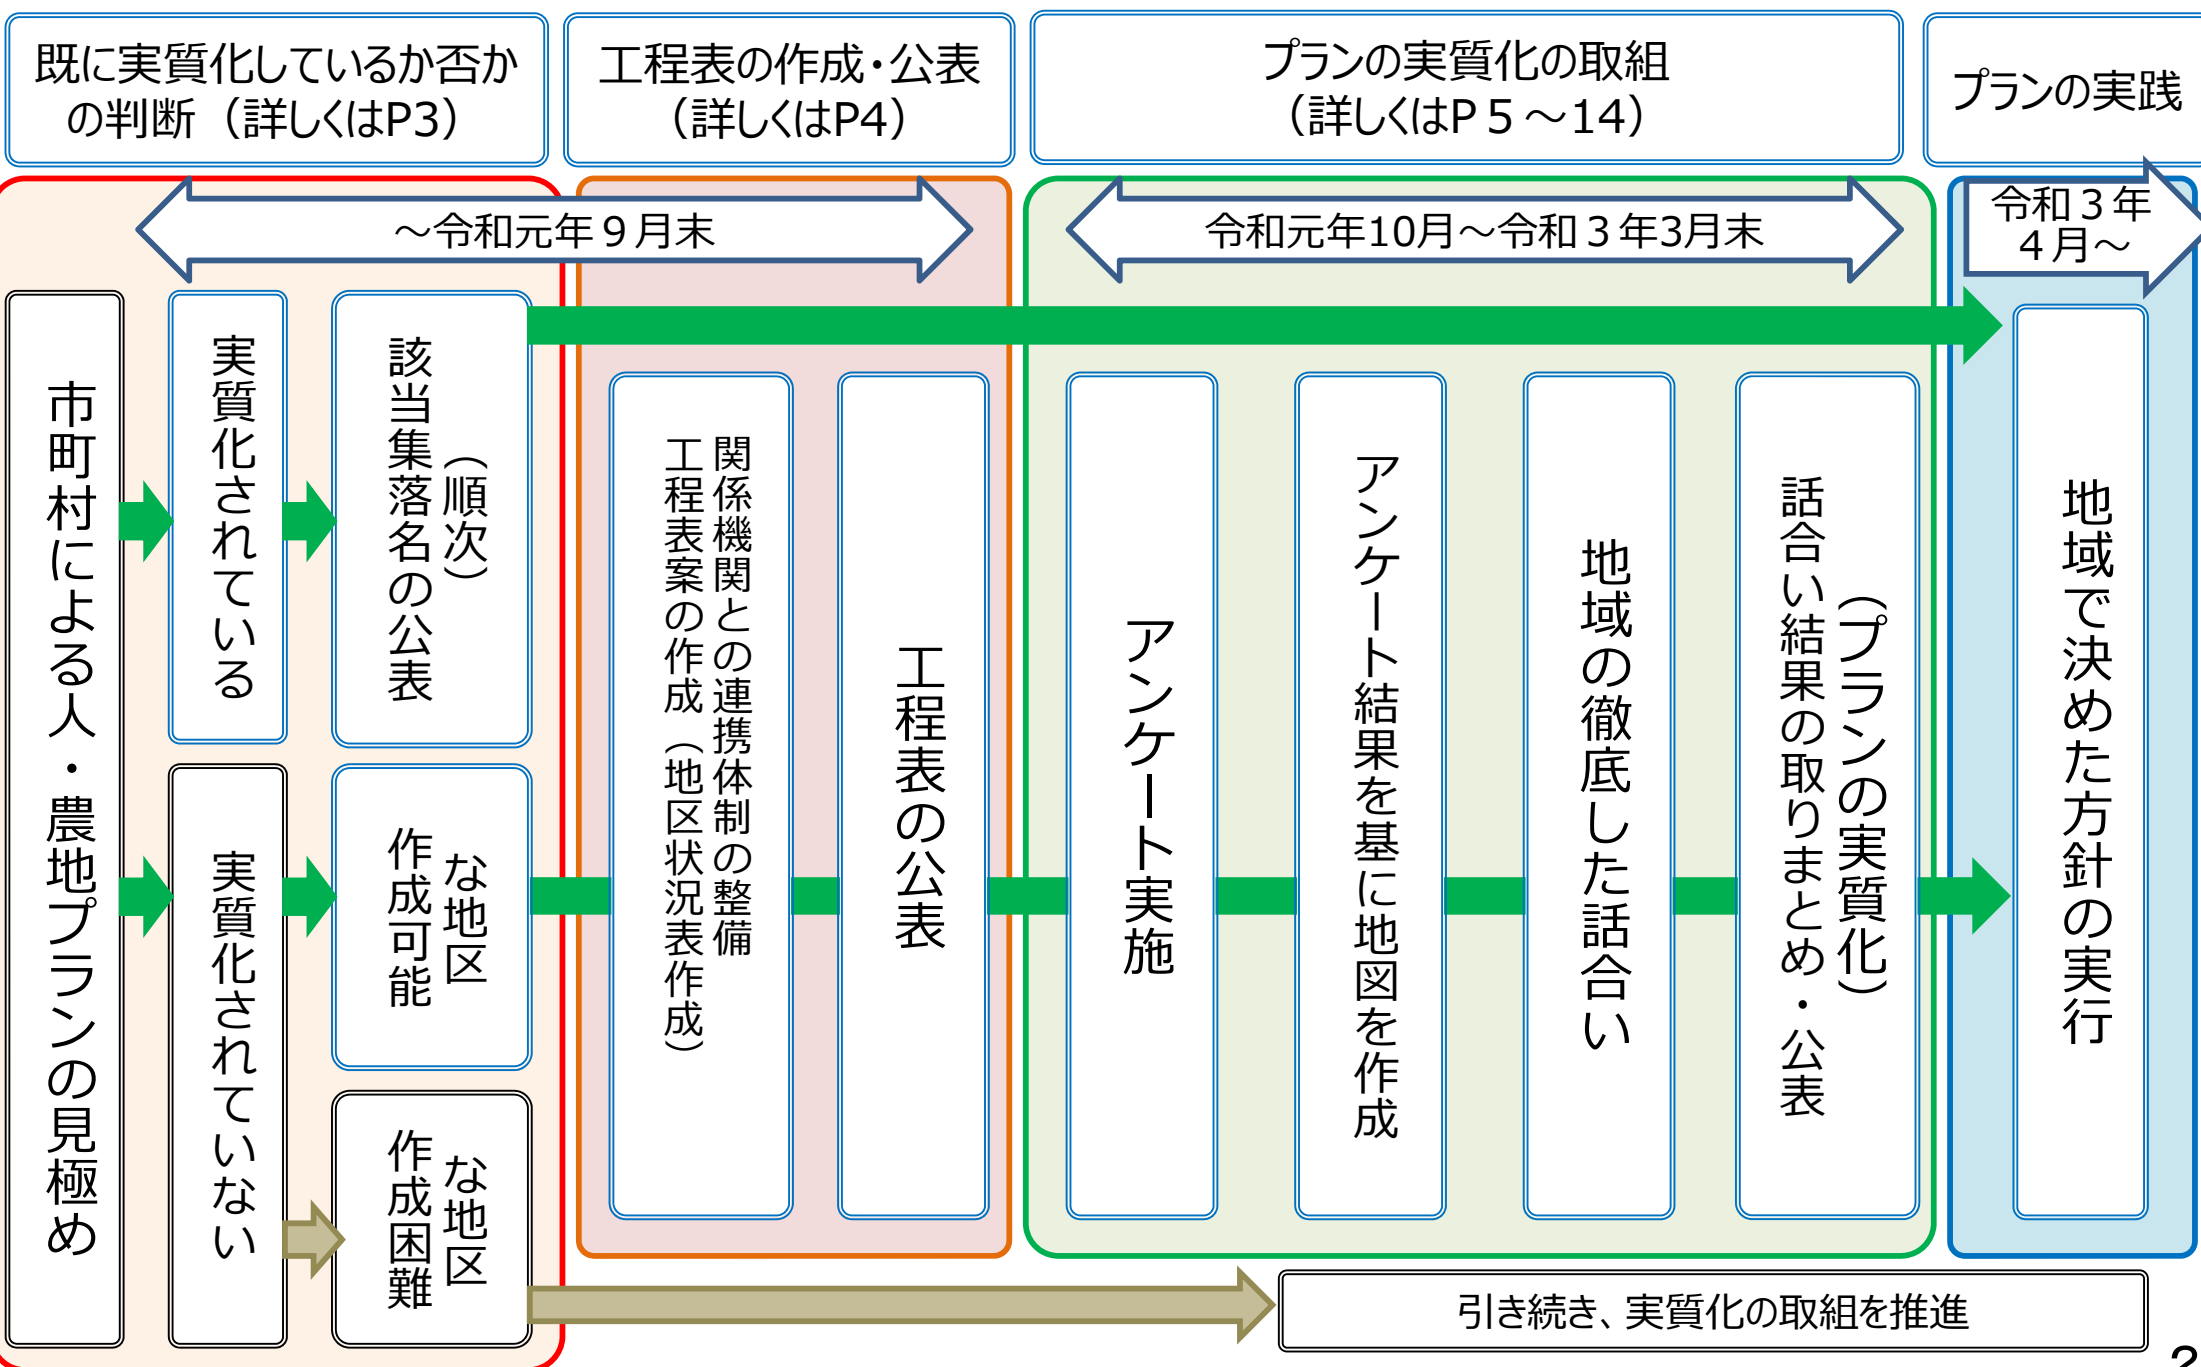 既に実質化しているか否か
の判断（詳しくはP3）
工程表の作成・公表
（詳しくはP4）
プランの実質化の取組
（詳しくはP５～14）
プランの実践
～令和元年９月末
令和元年10月～令和３年3月末
令和３年
４月～
市町村による人・農地プランの見極め
実質化されている
該当集落名の公表
（順次）
実質化されていない
作成可能
な地区
作成困難
な地区
関係機関との連携体制の整備
工程表案の作成（地区状況表作成）
工程表の公表
アンケート実施
アンケート結果を基に地図を作成
地域の徹底した話合い
話合い結果の取りまとめ・公表
（プランの実質化）
地域で決めた方針の実行
引き続き、実質化の取組を推進
2